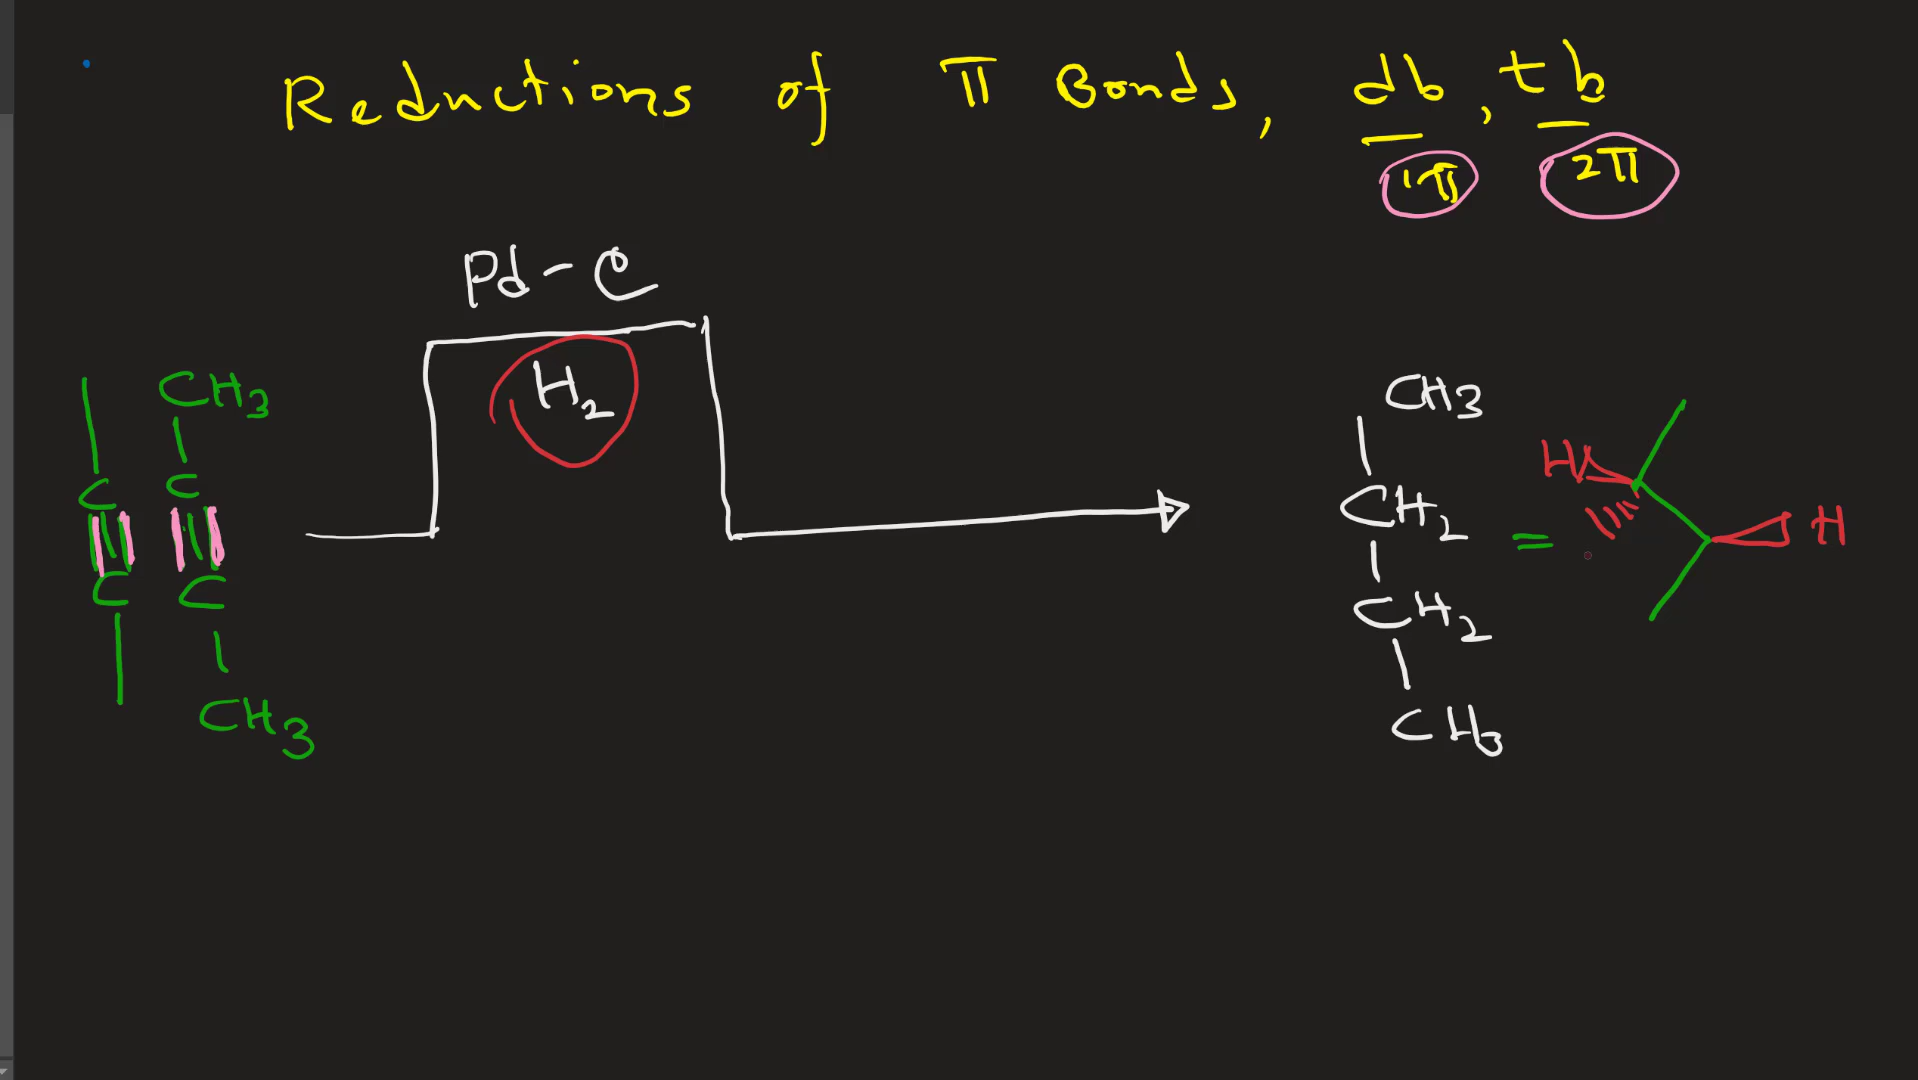 Reductions of π Bonds, db, tb
1π 2π
Pd-C
H2
CH3
C C
C C
CH3
CH3
CH2
CH2
CH3
=
H
H